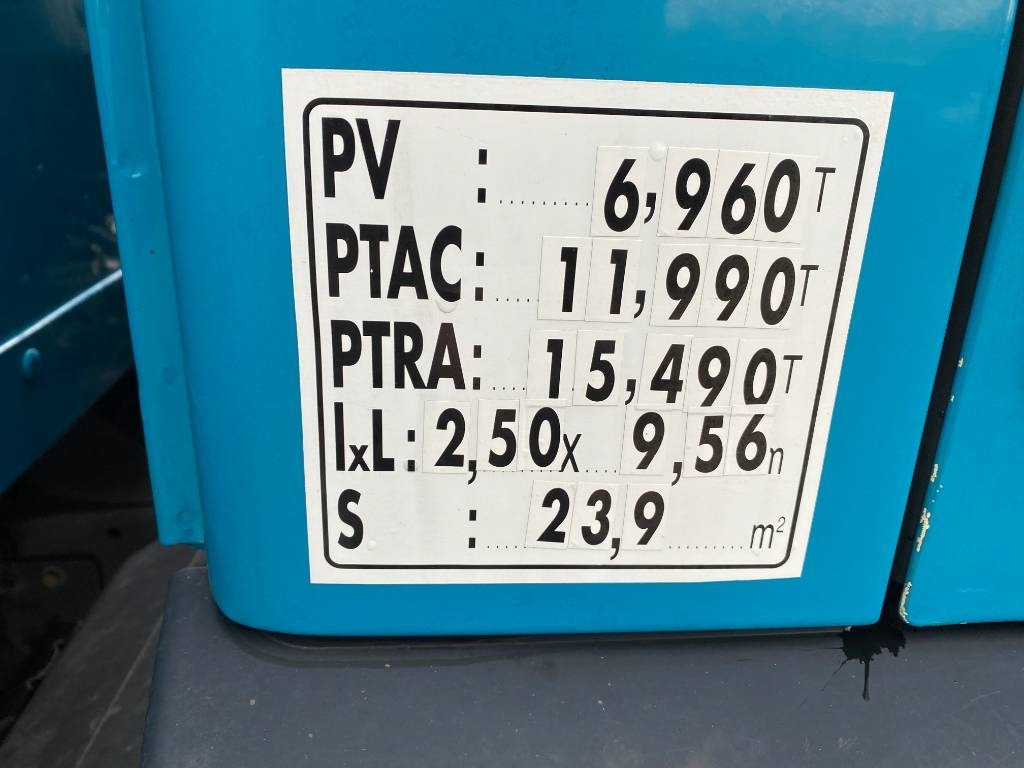 PV : ......... 6,960 T
PTAC : ..... 11,990 T
PTRA : .... 15,490 T
lxL : 2,50 x .... 9,56 n
S : ..... 23,9 ......... m²